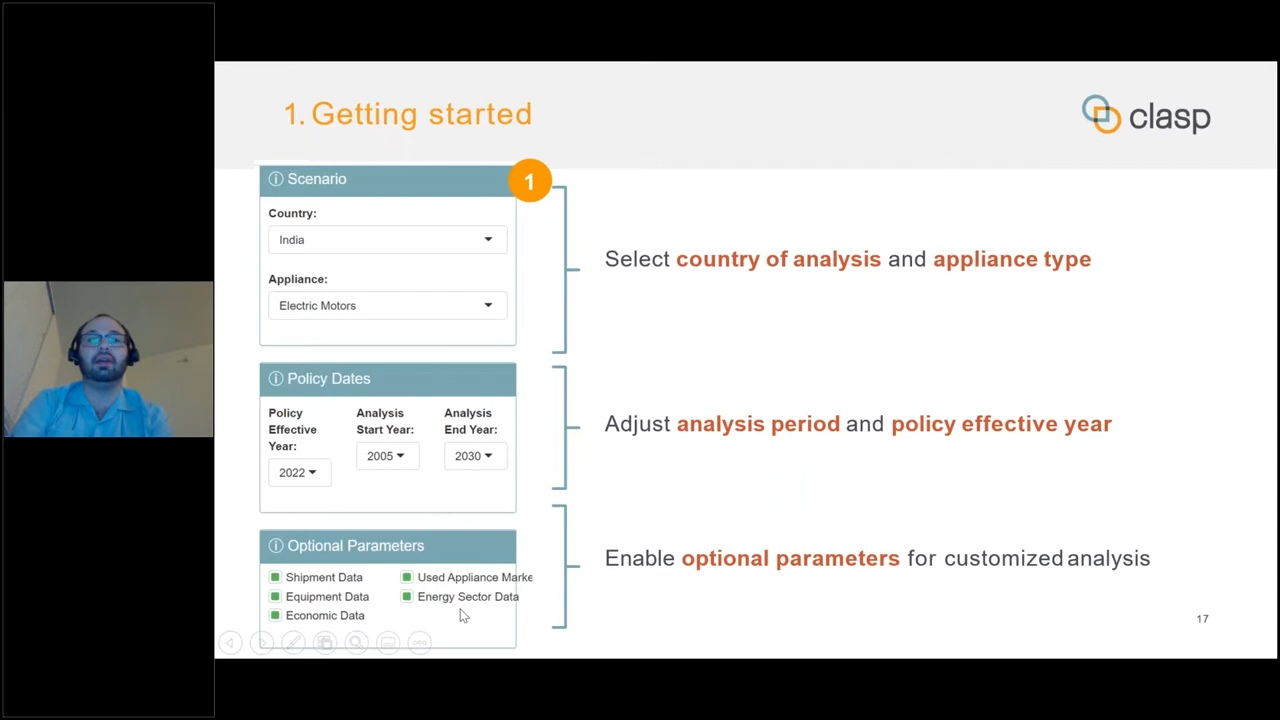 1. Getting started
clasp
Scenario
1
Country:
India
Appliance:
Electric Motors
Select country of analysis and appliance type
Policy Dates
Policy Effective Year:
2022
Analysis Start Year:
2005
Analysis End Year:
2030
Adjust analysis period and policy effective year
Optional Parameters
Shipment Data
Used Appliance Marke
Equipment Data
Energy Sector Data
Economic Data
Enable optional parameters for customized analysis
17